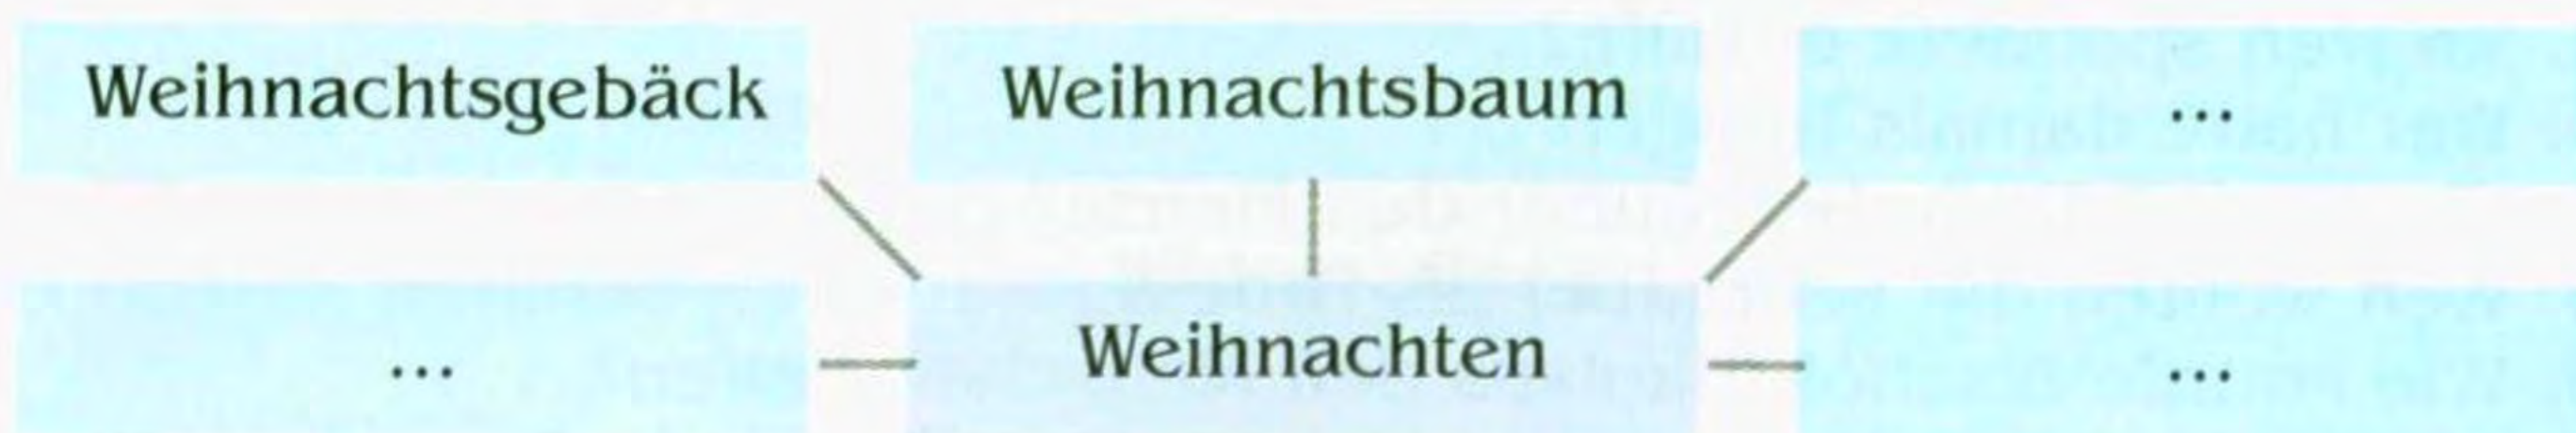 Weihnachtsgebäck Weihnachtsbaum ...
... Weihnachten ...